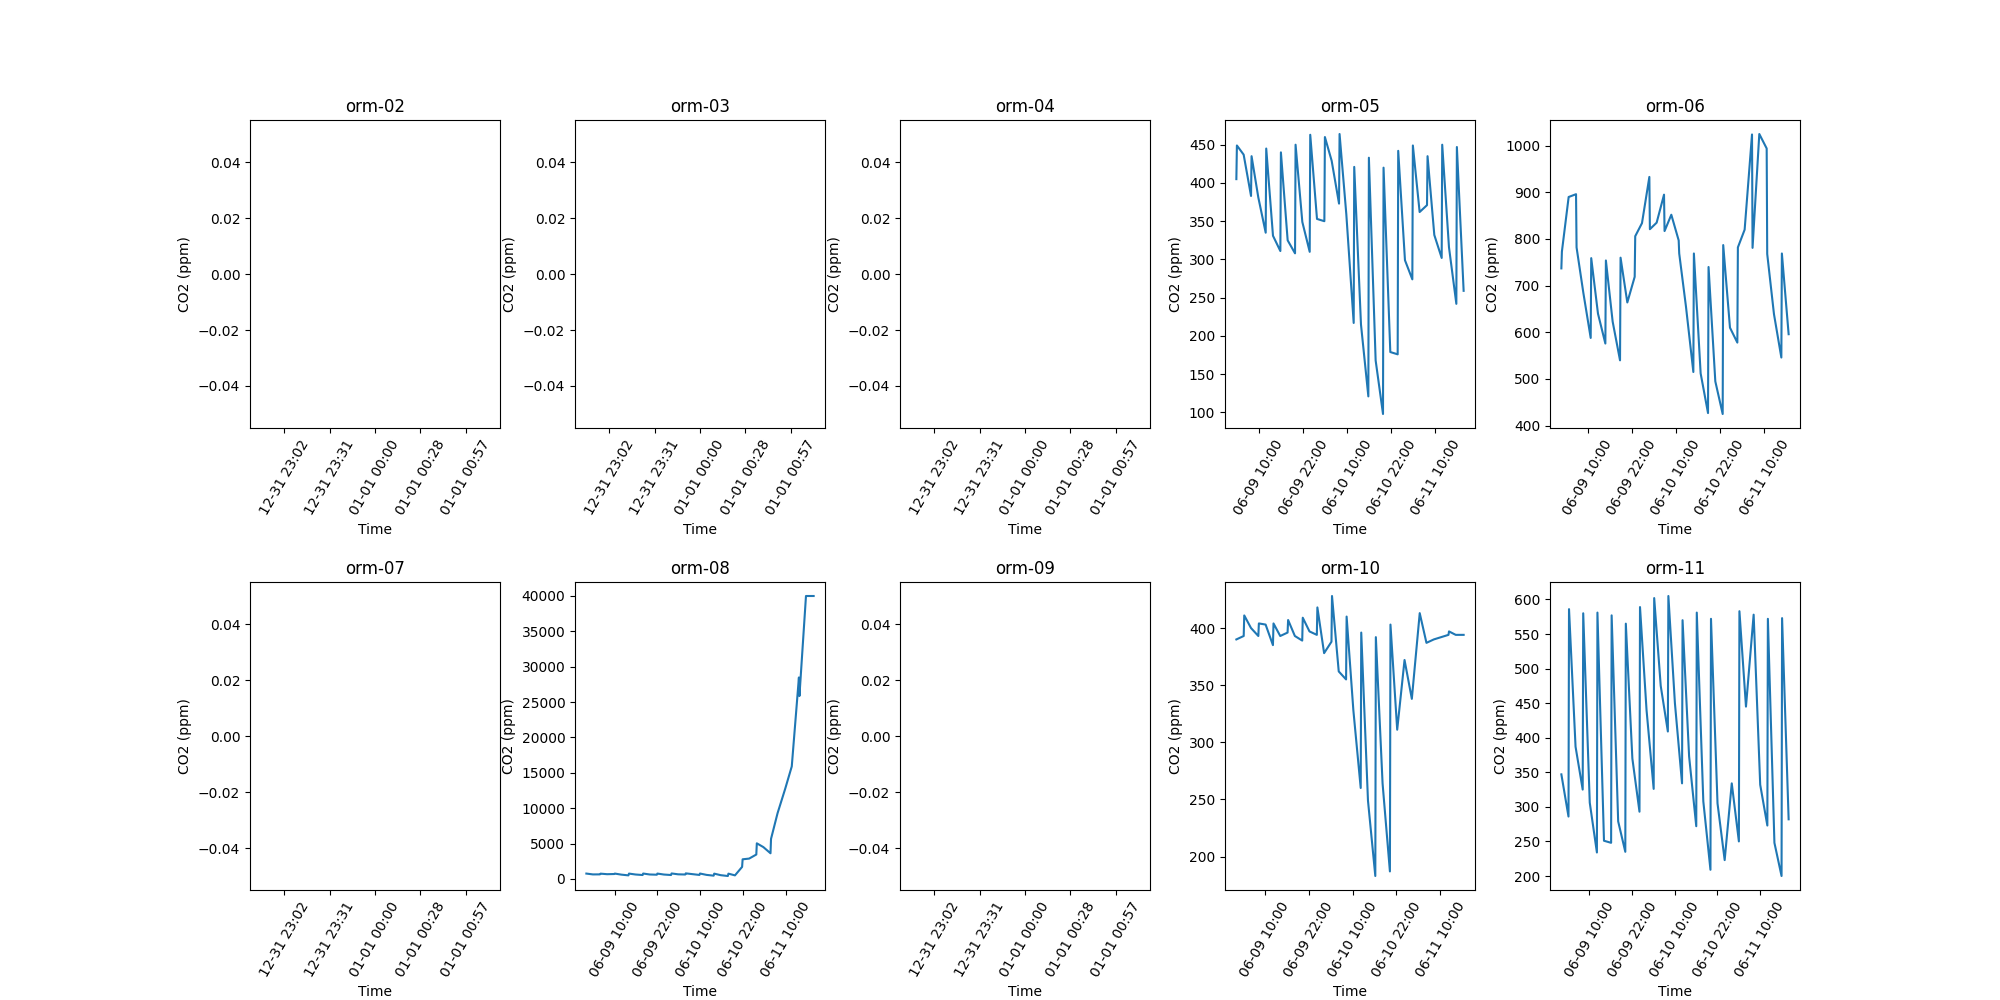 orm-02 orm-03 orm-04 orm-05 orm-06
CO2 (ppm) CO2 (ppm) CO2 (ppm) CO2 (ppm) CO2 (ppm)
0.04 0.02 0.00 −0.02 −0.04
0.04 0.02 0.00 −0.02 −0.04
0.04 0.02 0.00 −0.02 −0.04
450 400 350 300 250 200 150 100
1000 900 800 700 600 500 400
12-31 23:02 12-31 23:31 01-01 00:00 01-01 00:28 01-01 00:57
12-31 23:02 12-31 23:31 01-01 00:00 01-01 00:28 01-01 00:57
12-31 23:02 12-31 23:31 01-01 00:00 01-01 00:28 01-01 00:57
06-09 10:00 06-09 22:00 06-10 10:00 06-10 22:00 06-11 10:00
06-09 10:00 06-09 22:00 06-10 10:00 06-10 22:00 06-11 10:00
Time Time Time Time Time
orm-07 orm-08 orm-09 orm-10 orm-11
CO2 (ppm) CO2 (ppm) CO2 (ppm) CO2 (ppm) CO2 (ppm)
0.04 0.02 0.00 −0.02 −0.04
40000 35000 30000 25000 20000 15000 10000 5000 0
0.04 0.02 0.00 −0.02 −0.04
400 350 300 250 200
600 550 500 450 400 350 300 250 200
12-31 23:02 12-31 23:31 01-01 00:00 01-01 00:28 01-01 00:57
06-09 10:00 06-09 22:00 06-10 10:00 06-10 22:00 06-11 10:00
12-31 23:02 12-31 23:31 01-01 00:00 01-01 00:28 01-01 00:57
06-09 10:00 06-09 22:00 06-10 10:00 06-10 22:00 06-11 10:00
06-09 10:00 06-09 22:00 06-10 10:00 06-10 22:00 06-11 10:00
Time Time Time Time Time